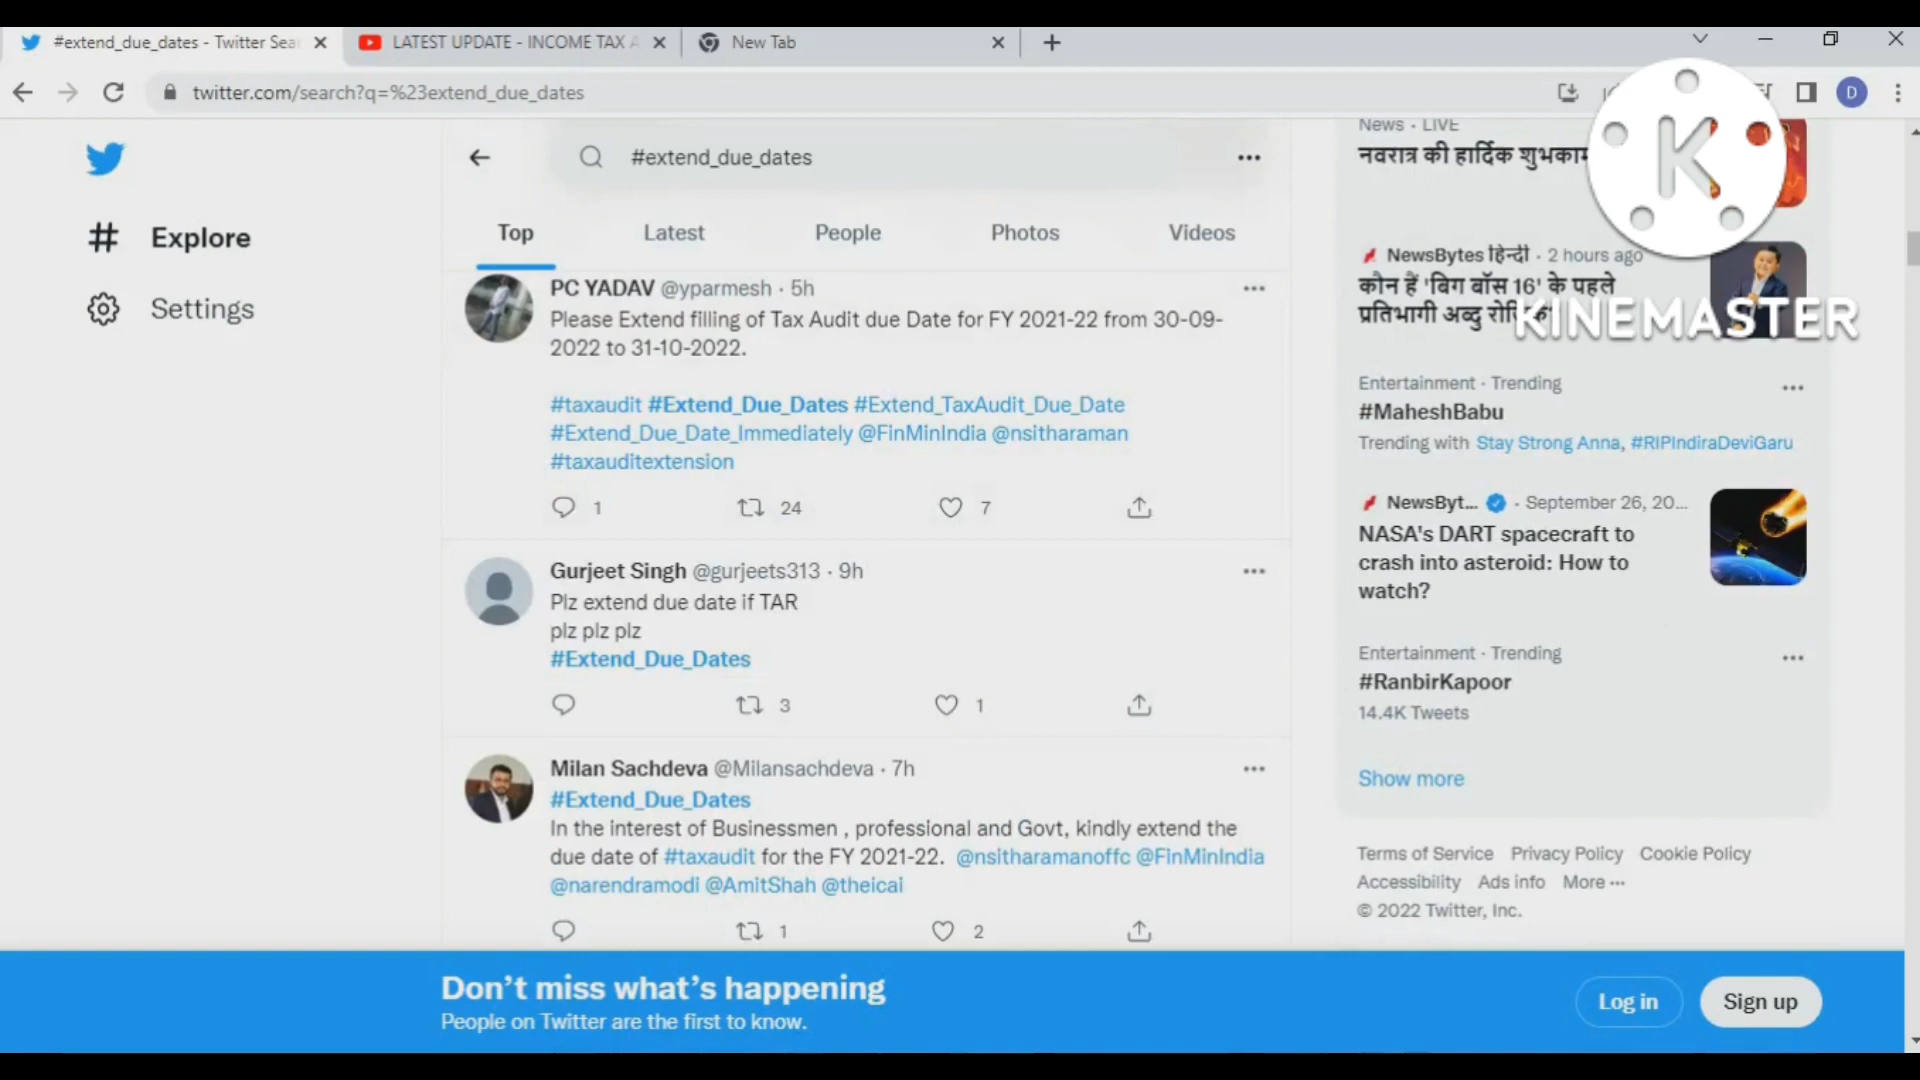 #extend_due_dates - Twitter Sea
LATEST UPDATE - INCOME TAX A
New Tab
twitter.com/search?q=%23extend_due_dates
D
#extend_due_dates
Explore
Settings
Top
Latest
People
Photos
Videos
PC YADAV @yparmesh · 5h
Please Extend filling of Tax Audit due Date for FY 2021-22 from 30-09-
2022 to 31-10-2022.
#taxaudit #Extend_Due_Dates #Extend_TaxAudit_Due_Date
#Extend_Due_Date_Immediately @FinMinIndia @nsitharaman
#taxauditextension
1
24
7
Gurjeet Singh @gurjeets313 · 9h
Plz extend due date if TAR
plz plz plz
#Extend_Due_Dates
3
1
Milan Sachdeva @Milansachdeva · 7h
#Extend_Due_Dates
In the interest of Businessmen , professional and Govt, kindly extend the
due date of #taxaudit for the FY 2021-22. @nsitharamanoffc @FinMinIndia
@narendramodi @AmitShah @theicai
1
2
News · LIVE
नवरात्र की हार्दिक
K
KINEMASTER
NewsBytes हिन्दी · 2 hours ago
कौन हैं 'बिग बॉस 16' के पहले
प्रतिभागी अब्दु
Entertainment · Trending
#MaheshBabu
Trending with Stay Strong Anna, #RIPIndiraDeviGaru
NewsByt... · September 26, 20...
NASA's DART spacecraft to
crash into asteroid: How to
watch?
Entertainment · Trending
#RanbirKapoor
14.4K Tweets
Show more
Terms of Service Privacy Policy Cookie Policy
Accessibility Ads info More ···
© 2022 Twitter, Inc.
Don’t miss what’s happening
People on Twitter are the first to know.
Log in
Sign up